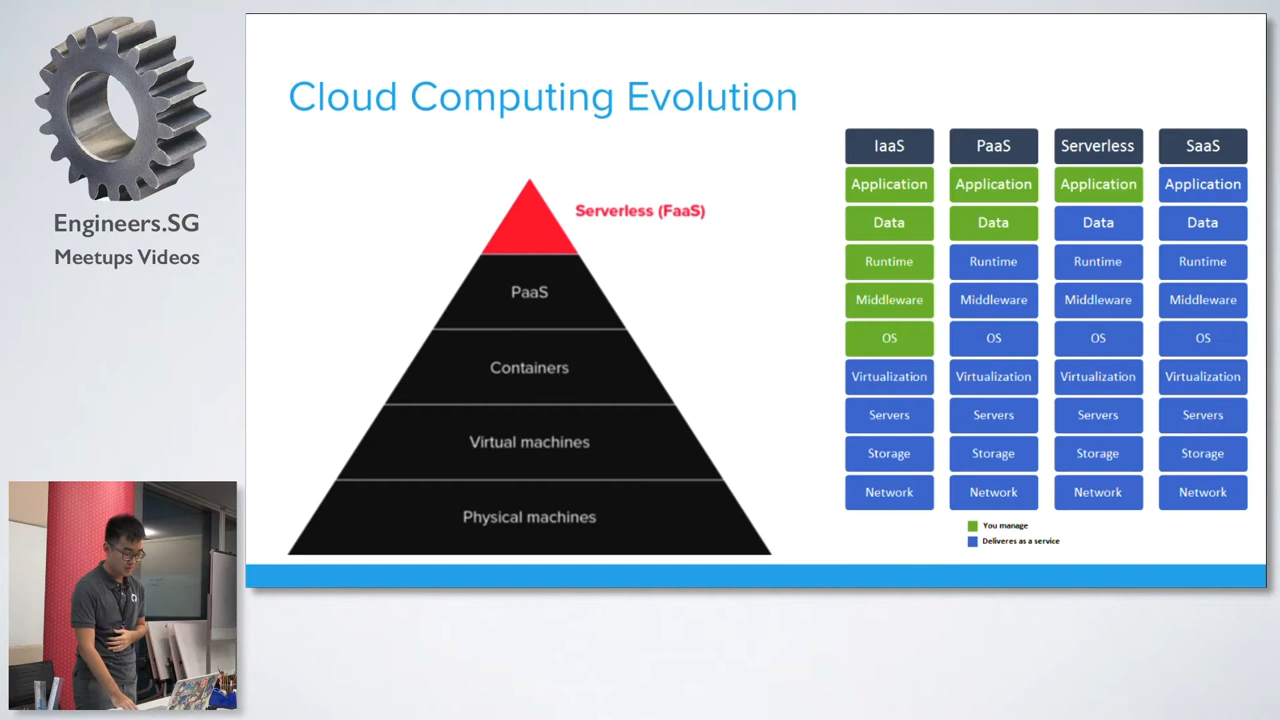 Engineers.SG
Meetups Videos
Cloud Computing Evolution
Serverless (FaaS)
PaaS
Containers
Virtual machines
Physical machines
IaaS PaaS Serverless SaaS
Application Application Application Application
Data Data Data Data
Runtime Runtime Runtime Runtime
Middleware Middleware Middleware Middleware
OS OS OS OS
Virtualization Virtualization Virtualization Virtualization
Servers Servers Servers Servers
Storage Storage Storage Storage
Network Network Network Network
You manage
Deliveres as a service